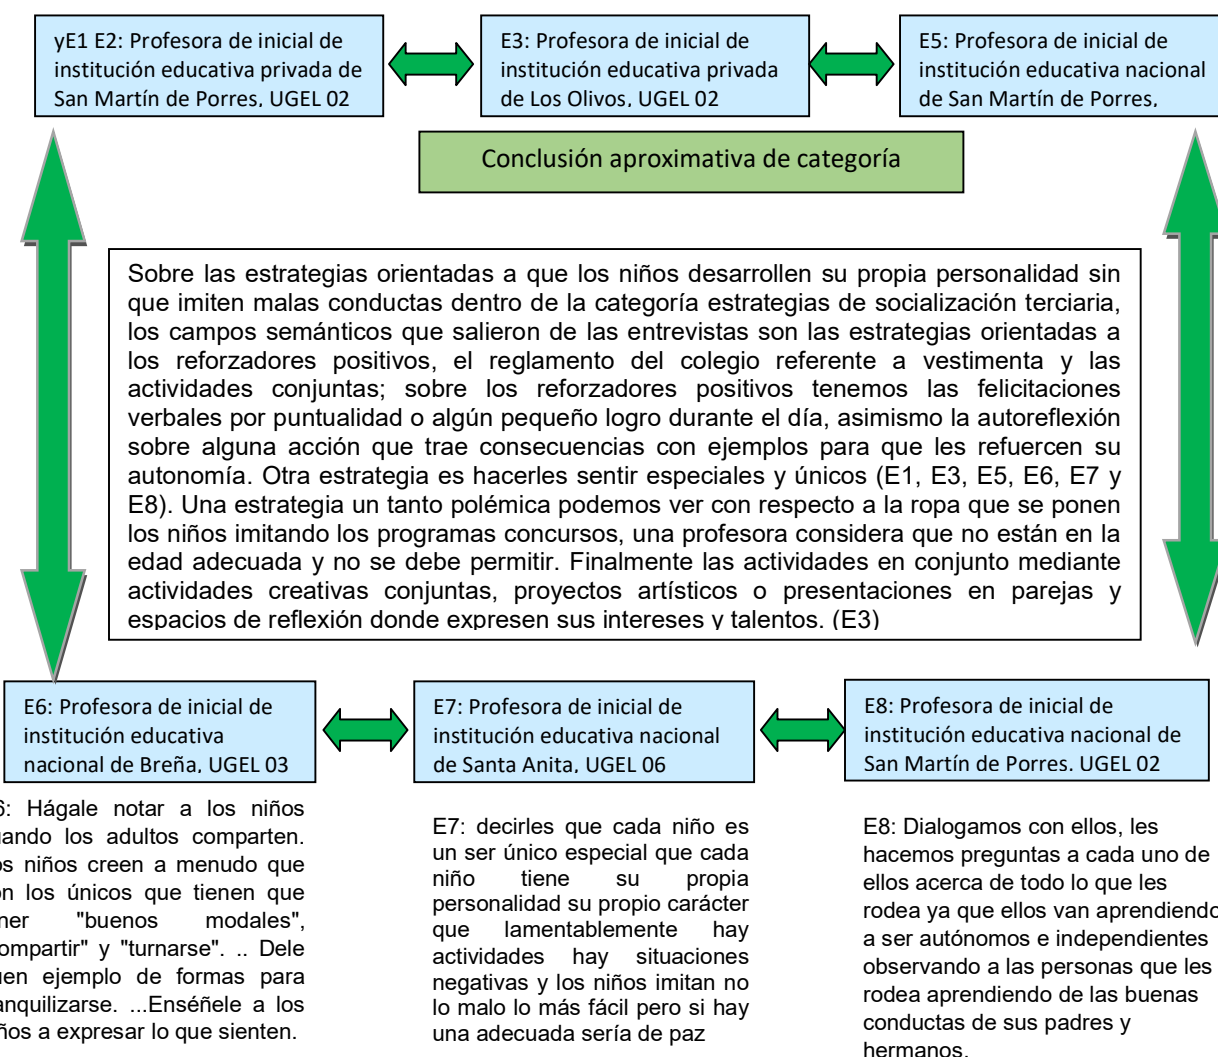 yE1 E2: Profesora de inicial de
institución educativa privada de
San Martín de Porres, UGEL 02
E3: Profesora de inicial de
institución educativa privada
de Los Olivos, UGEL 02
E5: Profesora de inicial de
institución educativa nacional
de San Martín de Porres,
Conclusión aproximativa de categoría
Sobre las estrategias orientadas a que los niños desarrollen su propia personalidad sin
que imiten malas conductas dentro de la categoría estrategias de socialización terciaria,
los campos semánticos que salieron de las entrevistas son las estrategias orientadas a
los reforzadores positivos, el reglamento del colegio referente a vestimenta y las
actividades conjuntas; sobre los reforzadores positivos tenemos las felicitaciones
verbales por puntualidad o algún pequeño logro durante el día, asimismo la autoreflexión
sobre alguna acción que trae consecuencias con ejemplos para que les refuercen su
autonomía. Otra estrategia es hacerles sentir especiales y únicos (E1, E3, E5, E6, E7 y
E8). Una estrategia un tanto polémica podemos ver con respecto a la ropa que se ponen
los niños imitando los programas concursos, una profesora considera que no están en la
edad adecuada y no se debe permitir. Finalmente las actividades en conjunto mediante
actividades creativas conjuntas, proyectos artísticos o presentaciones en parejas y
espacios de reflexión donde expresen sus intereses y talentos. (E3)
E6: Profesora de inicial de
institución educativa
nacional de Breña, UGEL 03
E7: Profesora de inicial de
institución educativa nacional
de Santa Anita, UGEL 06
E8: Profesora de inicial de
institución educativa nacional de
San Martín de Porres. UGEL 02
6: Hágale notar a los niños
uando los adultos comparten.
os niños creen a menudo que
on los únicos que tienen que
ner "buenos modales",
ompartir" y "turnarse". .. Dele
uen ejemplo de formas para
anquilizarse. ...Enséñele a los
ños a expresar lo que sienten.
E7: decirles que cada niño es
un ser único especial que cada
niño tiene su propia
personalidad su propio carácter
que lamentablemente hay
actividades hay situaciones
negativas y los niños imitan no
lo malo lo más fácil pero si hay
una adecuada sería de paz
E8: Dialogamos con ellos, les
hacemos preguntas a cada uno de
ellos acerca de todo lo que les
rodea ya que ellos van aprendiendo
a ser autónomos e independientes
observando a las personas que les
rodea aprendiendo de las buenas
conductas de sus padres y
hermanos.